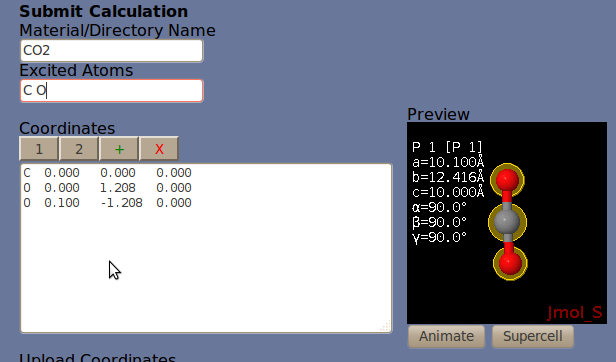 Submit Calculation
Material/Directory Name
CO2
Excited Atoms
C O
Coordinates
1 2 + X
C 0.000 0.000 0.000
O 0.000 1.208 0.000
O 0.100 -1.208 0.000
Preview
P 1 [P 1]
a=10.100Å
b=12.416Å
c=10.000Å
α=90.0°
β=90.0°
γ=90.0°
Jmol_S
Animate Supercell
Upload Coordinates